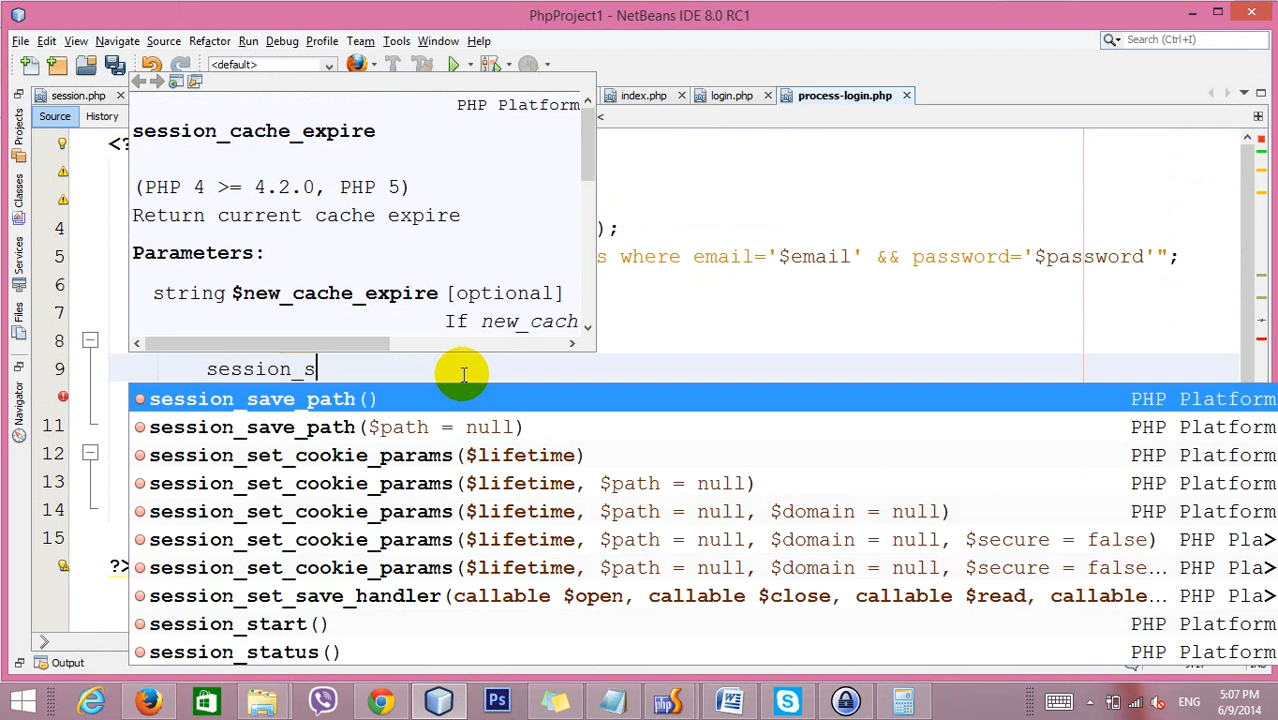 PhpProject1 - NetBeans IDE 8.0 RC1
File Edit View Navigate Source Refactor Run Debug Profile Team Tools Window Help
Search (Ctrl+I)
<default>
session.php index.php login.php process-login.php
Source History
PHP Platform
session_cache_expire
(PHP 4 >= 4.2.0, PHP 5)
Return current cache expire
Parameters:
string $new_cache_expire [optional]
If new_cach
Projects
Classes
Services
Files
Navigator
<?
4 );
5 s where email='$email' && password='$password'";
6
7
8
9 session_s
session_save_path() PHP Platform
11 session_save_path($path = null) PHP Platform
12 session_set_cookie_params($lifetime) PHP Platform
13 session_set_cookie_params($lifetime, $path = null) PHP Platform
14 session_set_cookie_params($lifetime, $path = null, $domain = null) PHP Platform
15 session_set_cookie_params($lifetime, $path = null, $domain = null, $secure = false) PHP Pla>
?> session_set_cookie_params($lifetime, $path = null, $domain = null, $secure = false... PHP Pla>
session_set_save_handler(callable $open, callable $close, callable $read, callable... PHP Pla>
session_start() PHP Platform
session_status() PHP Platform
Output
ENG
5:07 PM
6/9/2014